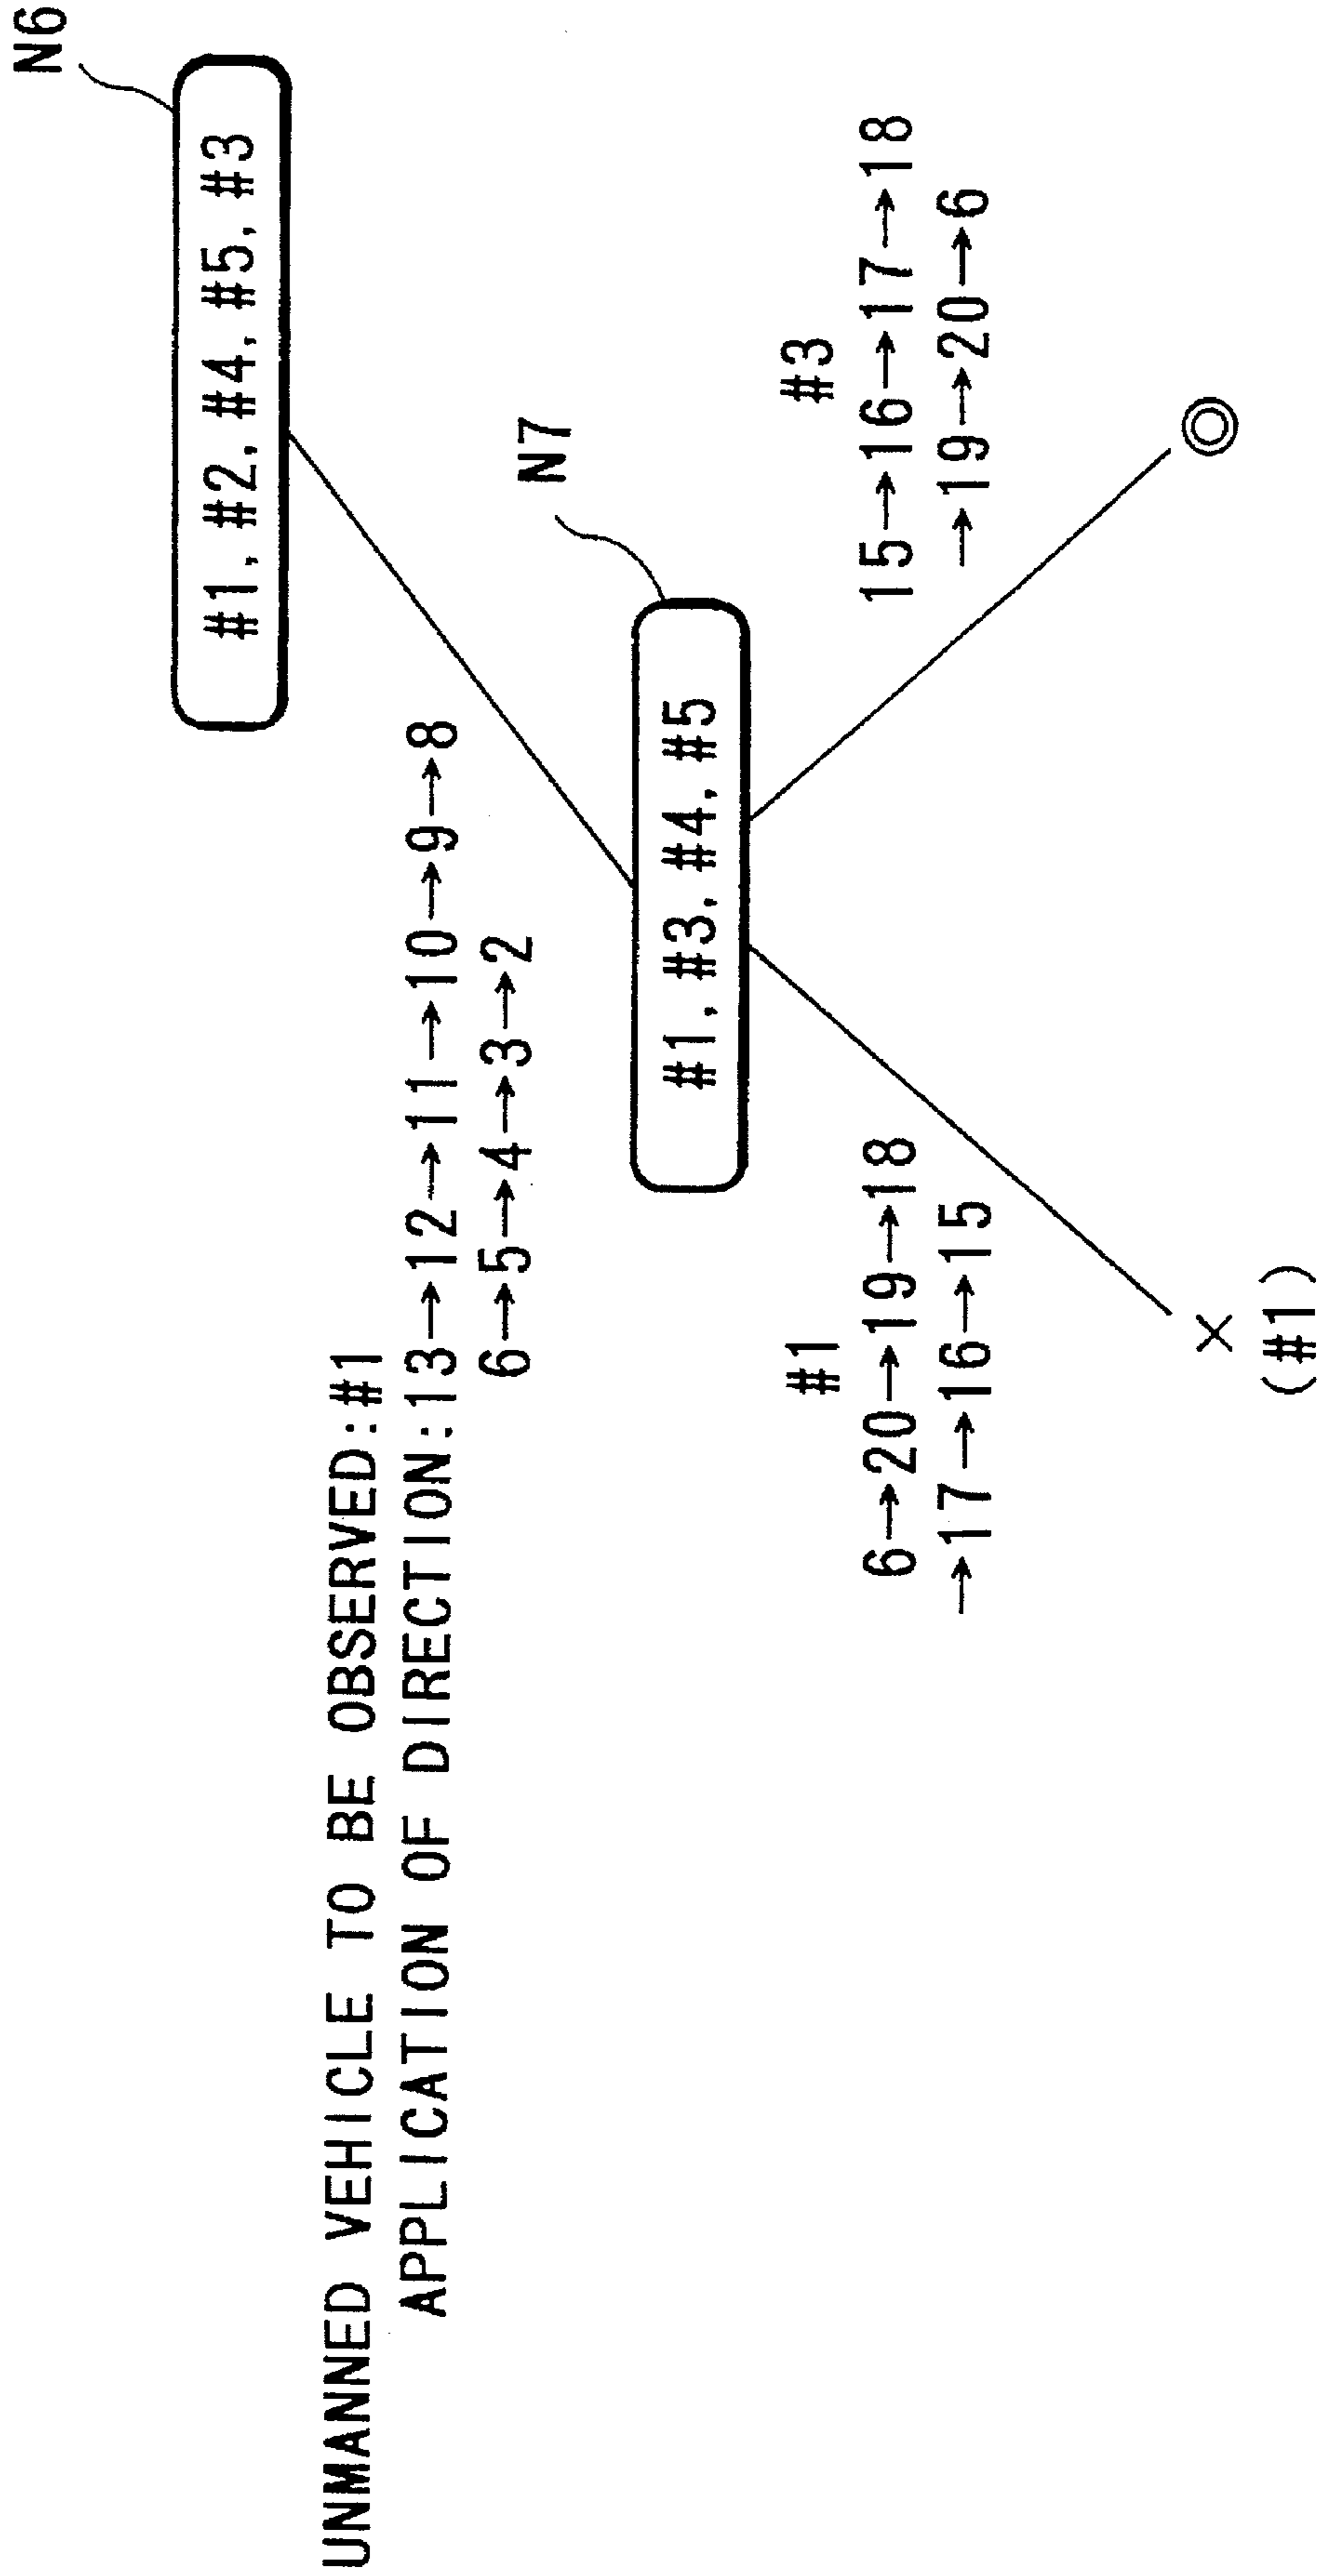 N6
#1, #2, #4, #5, #3
UNMANNED VEHICLE TO BE OBSERVED:#1
APPLICATION OF DIRECTION:13→12→11→10→9→8
6→5→4→3→2
N7
#1, #3, #4, #5
#1
6→20→19→18
→17→16→15
#3
15→16→17→18
→19→20→6
×
(#1)
◎